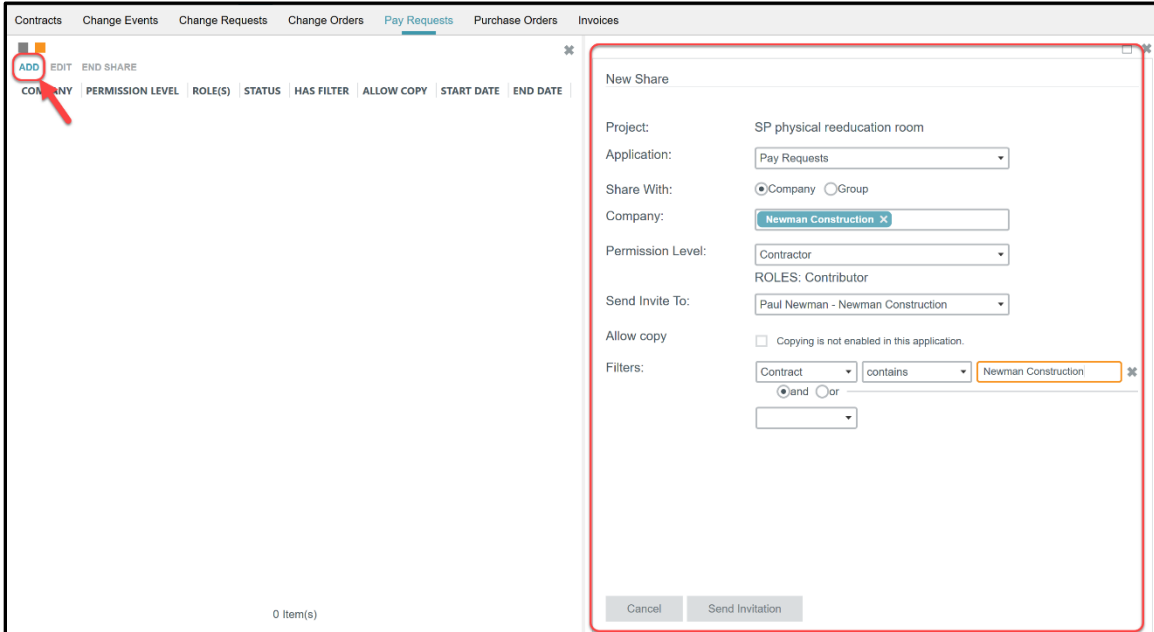 Contracts Change Events Change Requests Change Orders Pay Requests Purchase Orders Invoices
ADD EDIT END SHARE
COMPANY PERMISSION LEVEL ROLE(S) STATUS HAS FILTER ALLOW COPY START DATE END DATE
0 Item(s)
New Share
Project: SP physical reeducation room
Application: Pay Requests
Share With: Company Group
Company: Newman Construction
Permission Level: Contractor
ROLES: Contributor
Send Invite To: Paul Newman - Newman Construction
Allow copy Copying is not enabled in this application.
Filters: Contract contains Newman Construction
and or
Cancel Send Invitation